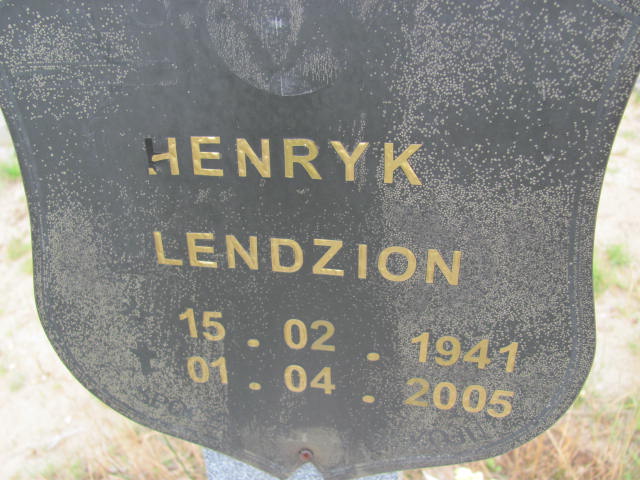 HENRYK
LENDZION
15 . 02 . 1941
01 . 04 . 2005